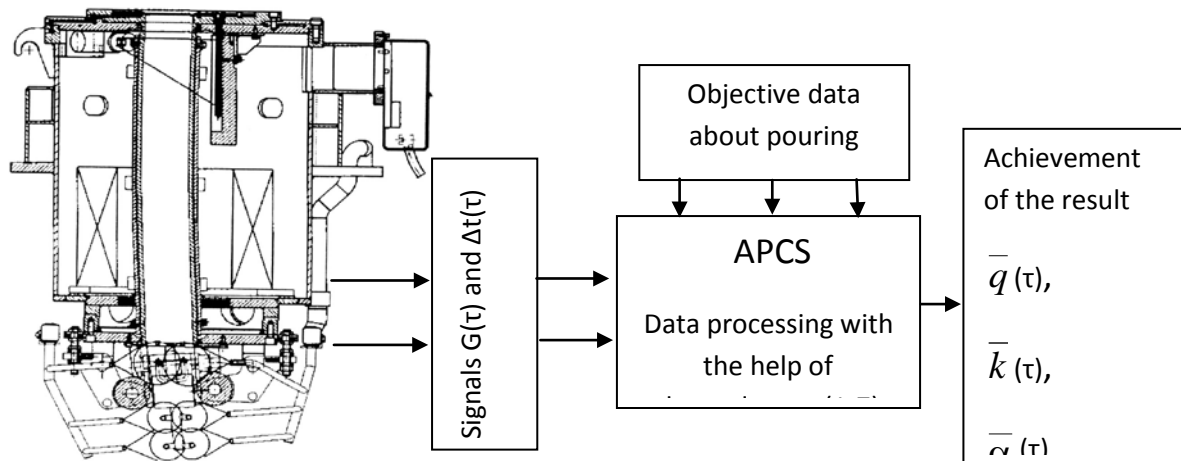 Signals G(τ) and Δt(τ)
Objective data
about pouring
APCS
Data processing with
the help of
Achievement
of the result
q̅ (τ),
k̅ (τ),
α̅ (τ)